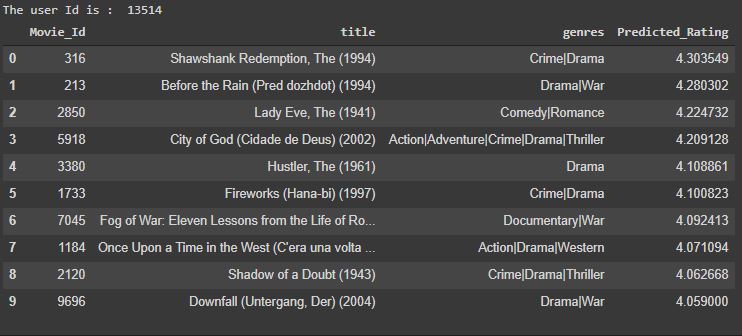 The user Id is :  13514
Movie_Id title genres Predicted_Rating
0 316 Shawshank Redemption, The (1994) Crime|Drama 4.303549
1 213 Before the Rain (Pred dozhdot) (1994) Drama|War 4.280302
2 2850 Lady Eve, The (1941) Comedy|Romance 4.224732
3 5918 City of God (Cidade de Deus) (2002) Action|Adventure|Crime|Drama|Thriller 4.209128
4 3380 Hustler, The (1961) Drama 4.108861
5 1733 Fireworks (Hana-bi) (1997) Crime|Drama 4.100823
6 7045 Fog of War: Eleven Lessons from the Life of Ro... Documentary|War 4.092413
7 1184 Once Upon a Time in the West (C'era una volta ... Action|Drama|Western 4.071094
8 2120 Shadow of a Doubt (1943) Crime|Drama|Thriller 4.062668
9 9696 Downfall (Untergang, Der) (2004) Drama|War 4.059000